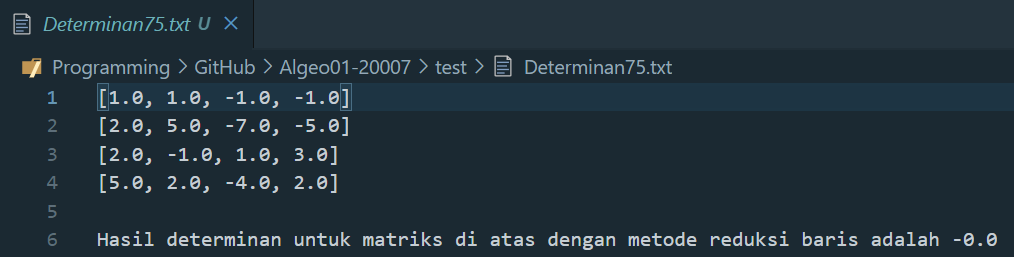 Determinan75.txt U ×
Programming > GitHub > Algeo01-20007 > test > Determinan75.txt
1 [1.0, 1.0, -1.0, -1.0]
2 [2.0, 5.0, -7.0, -5.0]
3 [2.0, -1.0, 1.0, 3.0]
4 [5.0, 2.0, -4.0, 2.0]
5
6 Hasil determinan untuk matriks di atas dengan metode reduksi baris adalah -0.0